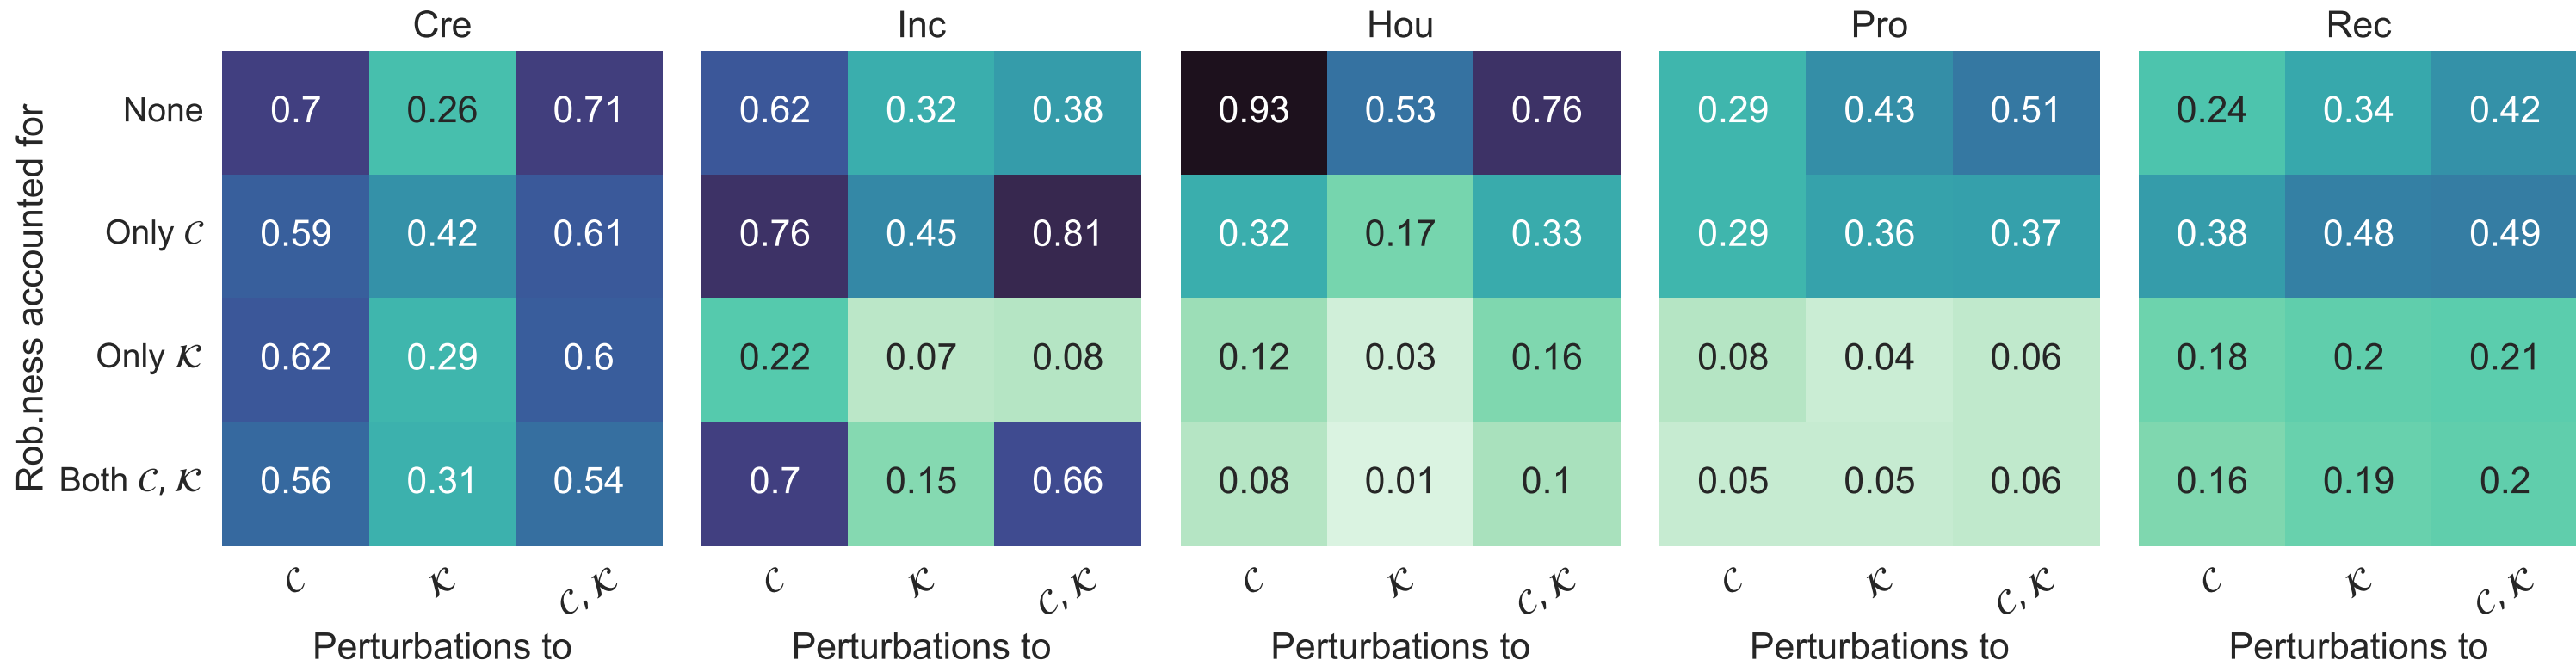 Cre Inc Hou Pro Rec
Rob.ness accounted for
None 0.7 0.26 0.71 0.62 0.32 0.38 0.93 0.53 0.76 0.29 0.43 0.51 0.24 0.34 0.42
Only 𝒞 0.59 0.42 0.61 0.76 0.45 0.81 0.32 0.17 0.33 0.29 0.36 0.37 0.38 0.48 0.49
Only 𝒦 0.62 0.29 0.6 0.22 0.07 0.08 0.12 0.03 0.16 0.08 0.04 0.06 0.18 0.2 0.21
Both 𝒞, 𝒦 0.56 0.31 0.54 0.7 0.15 0.66 0.08 0.01 0.1 0.05 0.05 0.06 0.16 0.19 0.2
𝒞 𝒦 𝒞, 𝒦 𝒞 𝒦 𝒞, 𝒦 𝒞 𝒦 𝒞, 𝒦 𝒞 𝒦 𝒞, 𝒦 𝒞 𝒦 𝒞, 𝒦
Perturbations to Perturbations to Perturbations to Perturbations to Perturbations to